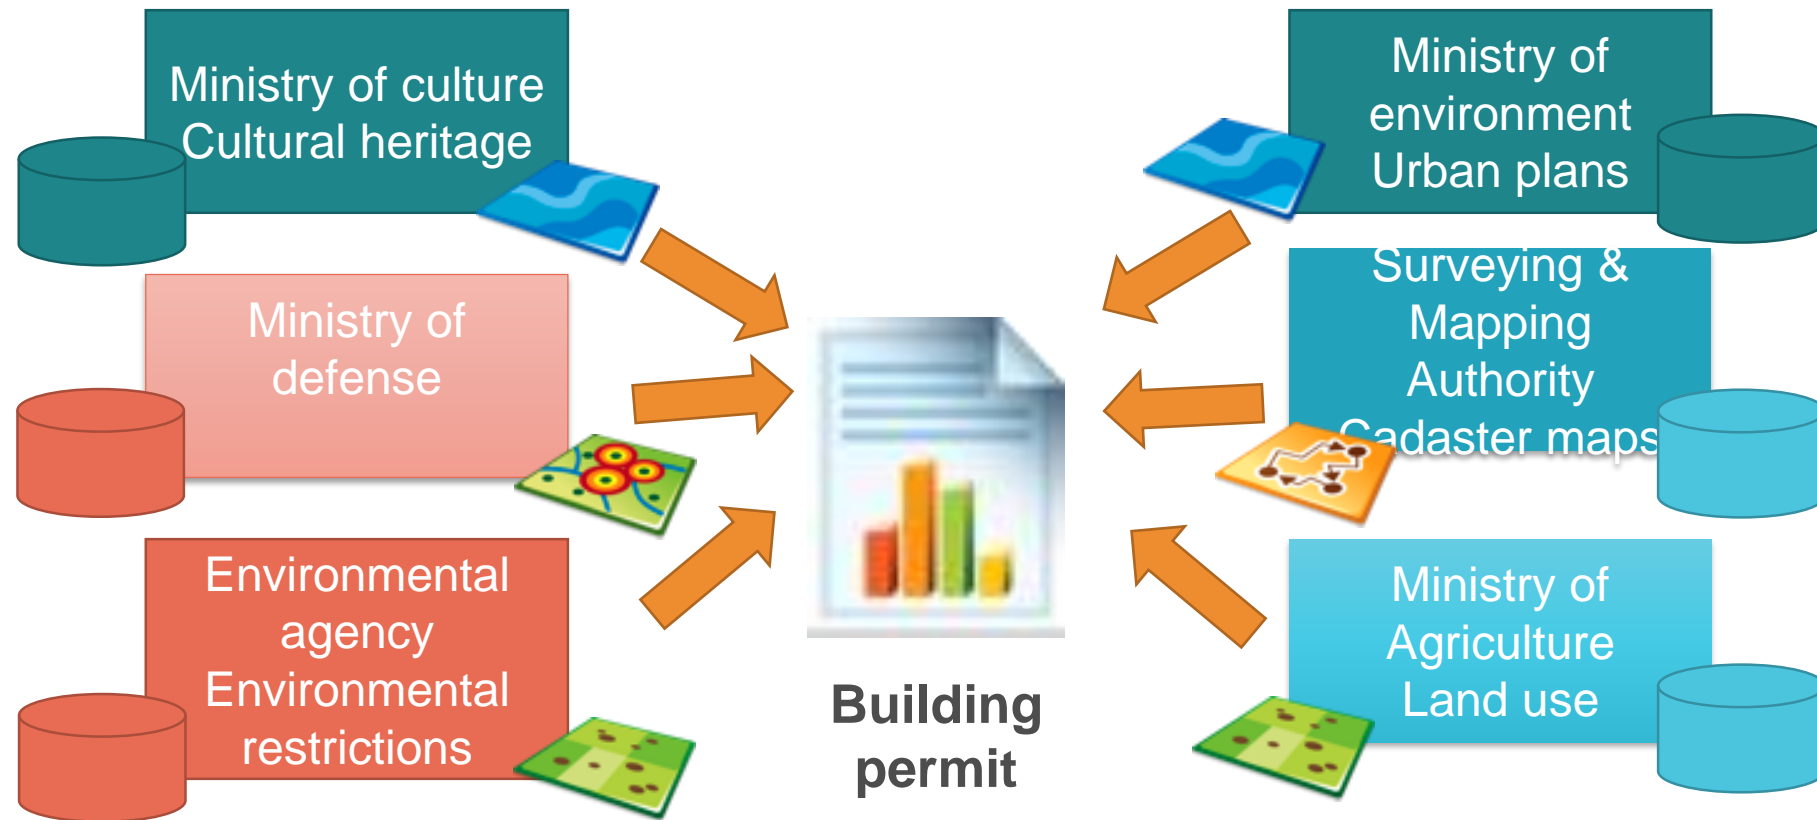 Ministry of culture
Cultural heritage
Ministry of
defense
Environmental
agency
Environmental
restrictions
Building
permit
Ministry of
environment
Urban plans
Surveying &
Mapping
Authority
Cadaster maps
Ministry of
Agriculture
Land use